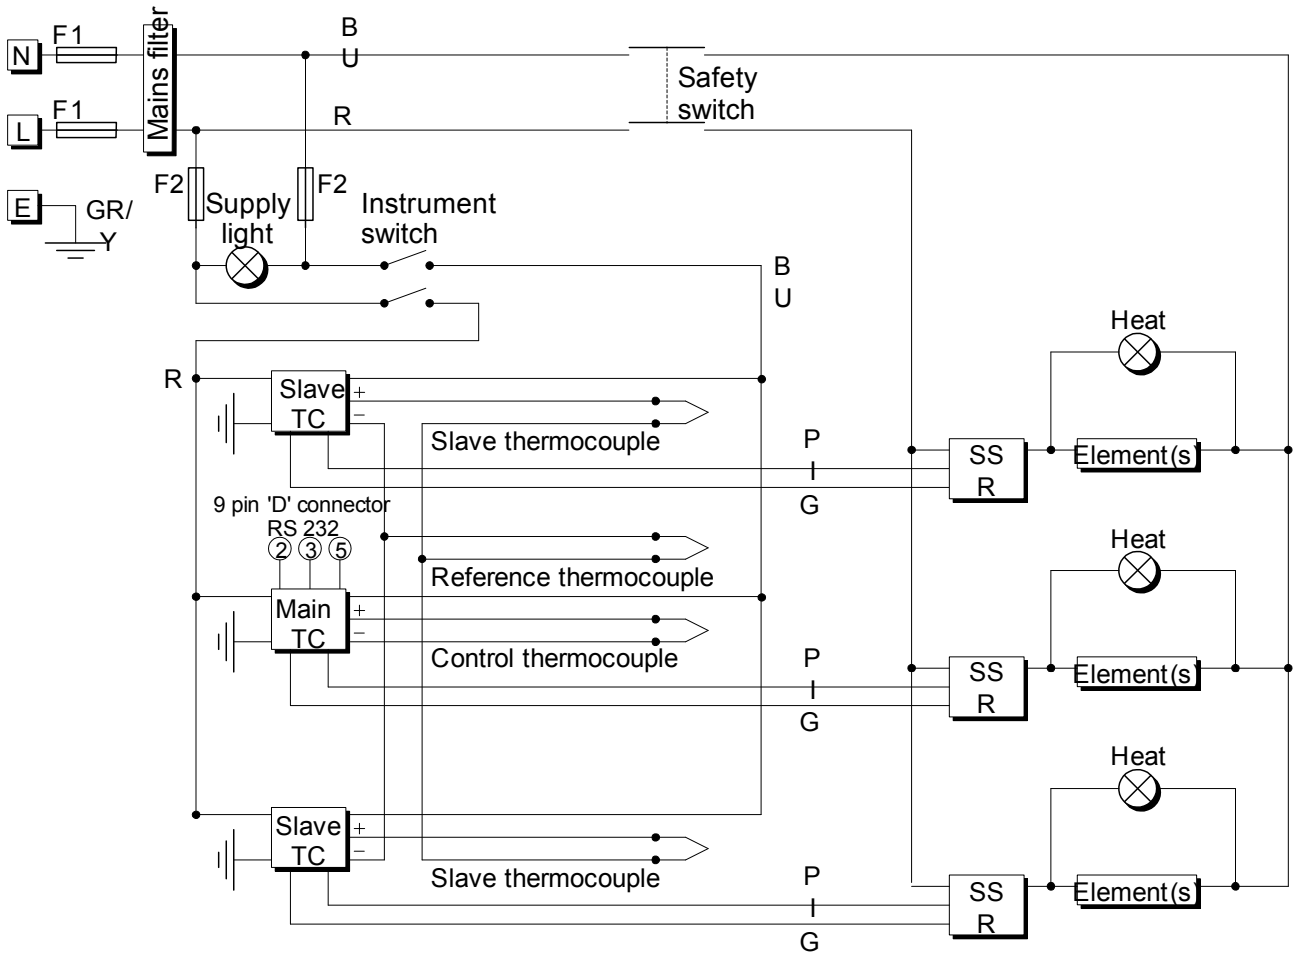 N
F1
Mains filter
B
U
Safety
switch
L
F1
R
E
GR/
Y
F2
F2
Supply
light
Instrument
switch
B
U
R
Slave
TC
+
−
Slave thermocouple
P
I
G
SS
R
Heat
Element(s)
9 pin 'D' connector
RS 232
2
3
5
Reference thermocouple
Main
TC
+
−
Control thermocouple
P
I
G
SS
R
Heat
Element(s)
Slave
TC
+
−
Slave thermocouple
P
I
G
SS
R
Heat
Element(s)